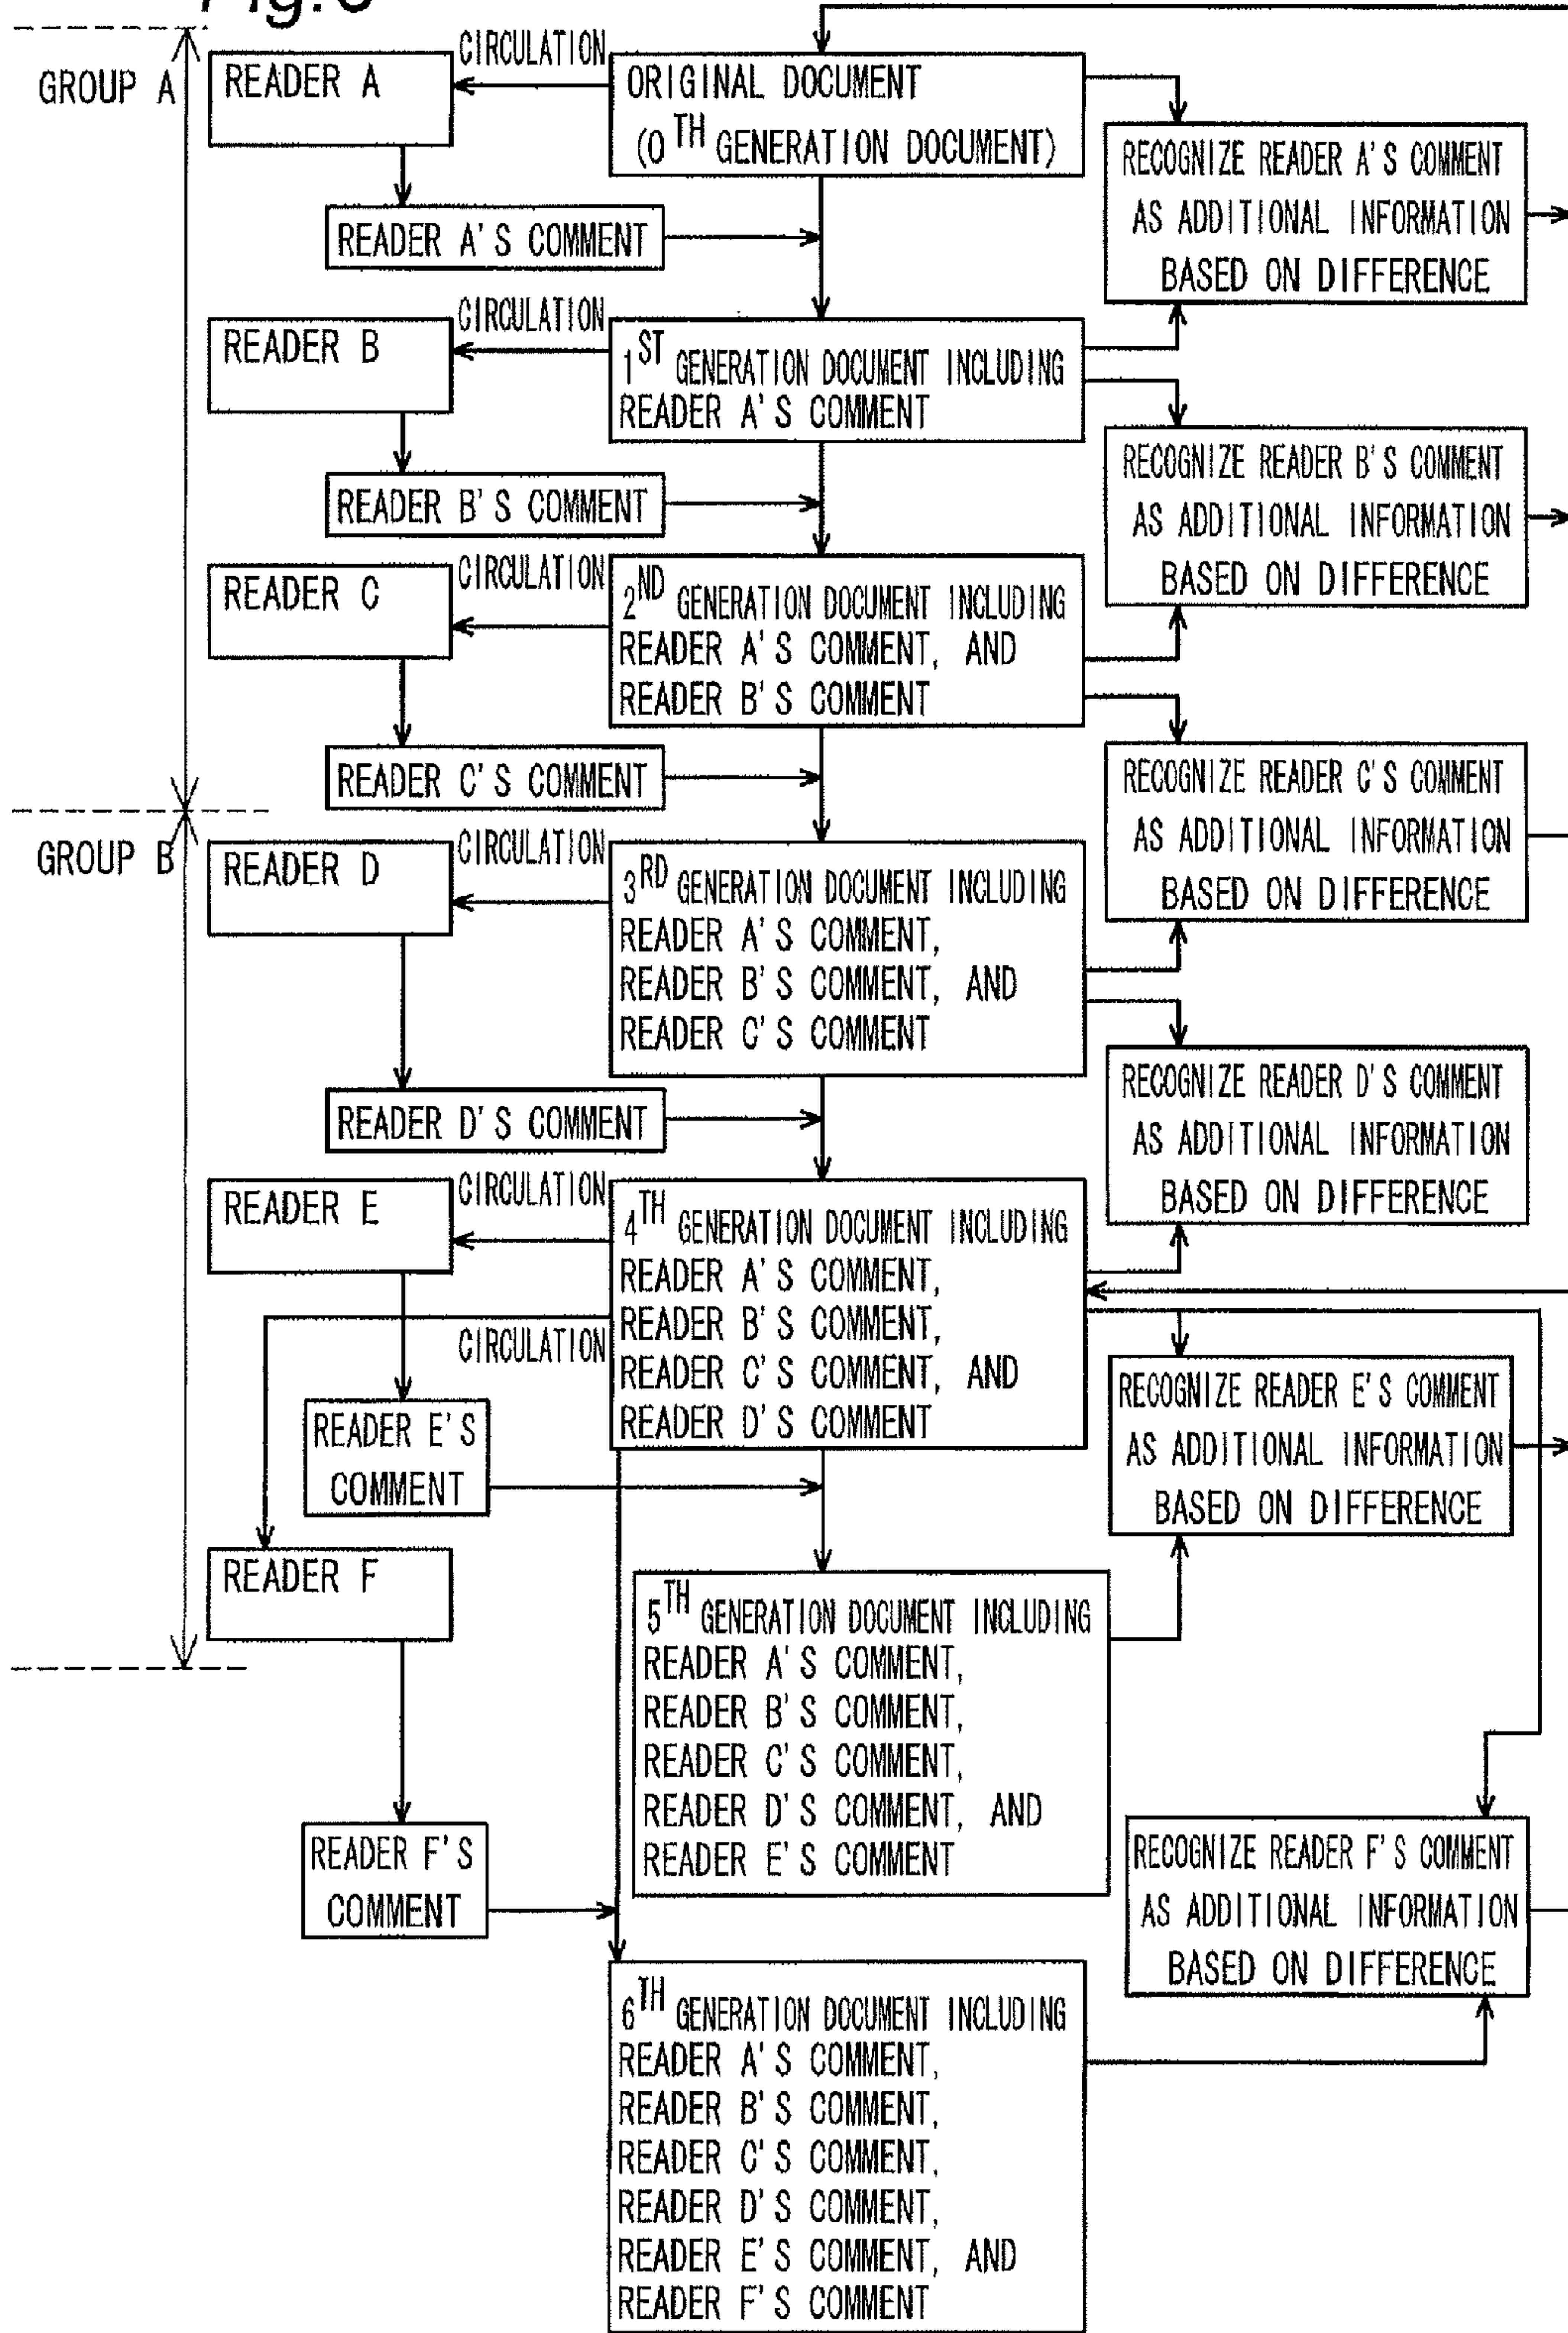 GROUP A
READER A
CIRCULATION
ORIGINAL DOCUMENT
(0TH GENERATION DOCUMENT)
RECOGNIZE READER A'S COMMENT
AS ADDITIONAL INFORMATION
BASED ON DIFFERENCE
READER A'S COMMENT
READER B
CIRCULATION
1ST GENERATION DOCUMENT INCLUDING
READER A'S COMMENT
RECOGNIZE READER B'S COMMENT
AS ADDITIONAL INFORMATION
BASED ON DIFFERENCE
READER B'S COMMENT
READER C
CIRCULATION
2ND GENERATION DOCUMENT INCLUDING
READER A'S COMMENT, AND
READER B'S COMMENT
RECOGNIZE READER C'S COMMENT
AS ADDITIONAL INFORMATION
BASED ON DIFFERENCE
READER C'S COMMENT
GROUP B
READER D
CIRCULATION
3RD GENERATION DOCUMENT INCLUDING
READER A'S COMMENT,
READER B'S COMMENT, AND
READER C'S COMMENT
RECOGNIZE READER D'S COMMENT
AS ADDITIONAL INFORMATION
BASED ON DIFFERENCE
READER D'S COMMENT
READER E
CIRCULATION
4TH GENERATION DOCUMENT INCLUDING
READER A'S COMMENT,
READER B'S COMMENT,
READER C'S COMMENT, AND
READER D'S COMMENT
CIRCULATION
RECOGNIZE READER E'S COMMENT
AS ADDITIONAL INFORMATION
BASED ON DIFFERENCE
READER E'S
COMMENT
READER F
5TH GENERATION DOCUMENT INCLUDING
READER A'S COMMENT,
READER B'S COMMENT,
READER C'S COMMENT,
READER D'S COMMENT, AND
READER E'S COMMENT
READER F'S
COMMENT
RECOGNIZE READER F'S COMMENT
AS ADDITIONAL INFORMATION
BASED ON DIFFERENCE
6TH GENERATION DOCUMENT INCLUDING
READER A'S COMMENT,
READER B'S COMMENT,
READER C'S COMMENT,
READER D'S COMMENT,
READER E'S COMMENT, AND
READER F'S COMMENT